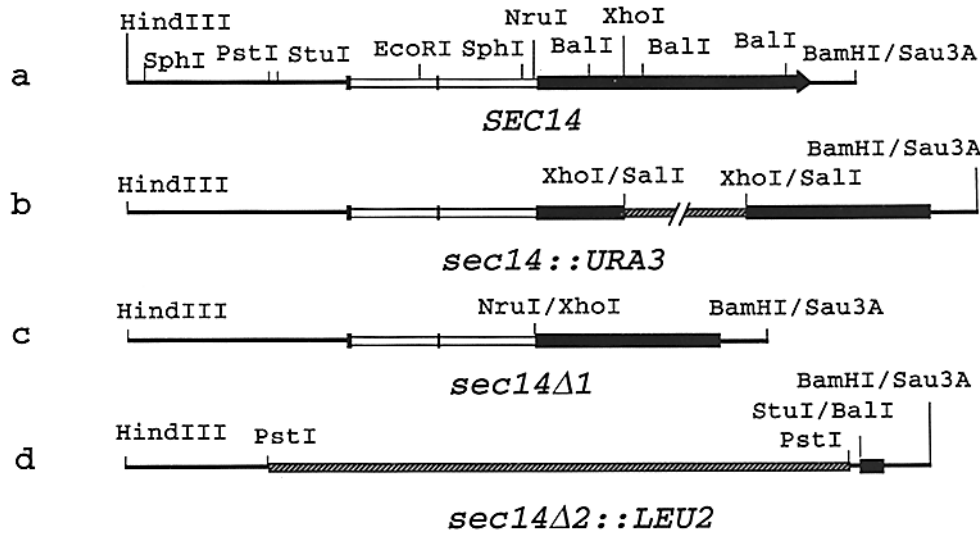 a
HindIII
SphI
PstI
StuI
EcoRI
SphI
NruI
BalI
XhoI
BalI
BalI
BamHI/Sau3A
SEC14
b
HindIII
XhoI/SalI
XhoI/SalI
BamHI/Sau3A
sec14::URA3
c
HindIII
NruI/XhoI
BamHI/Sau3A
sec14Δ1
d
HindIII
PstI
PstI
StuI/BalI
BamHI/Sau3A
sec14Δ2::LEU2